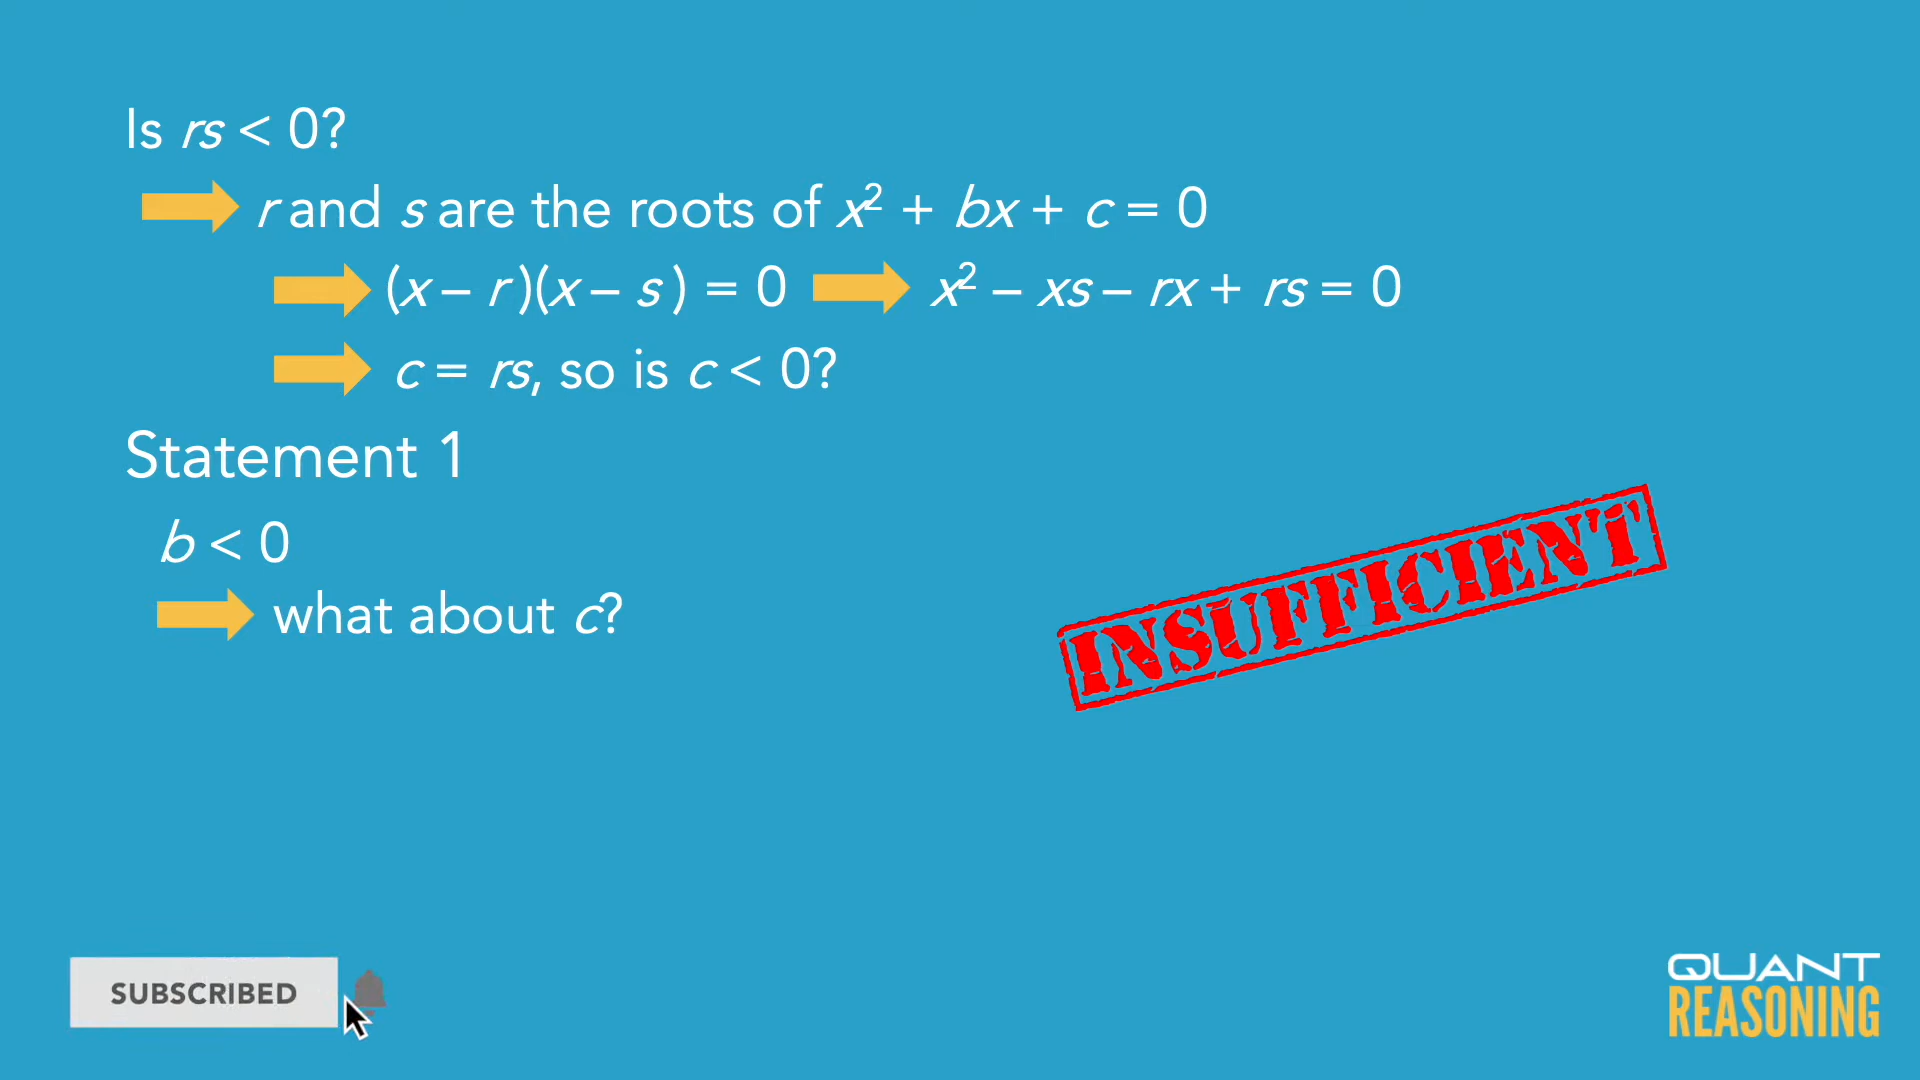 Is rs < 0?
r and s are the roots of x² + bx + c = 0
(x – r)(x – s) = 0 x² – xs – rx + rs = 0
c = rs, so is c < 0?
Statement 1
b < 0
what about c?
INSUFFICIENT
SUBSCRIBED
QUANT
REASONING